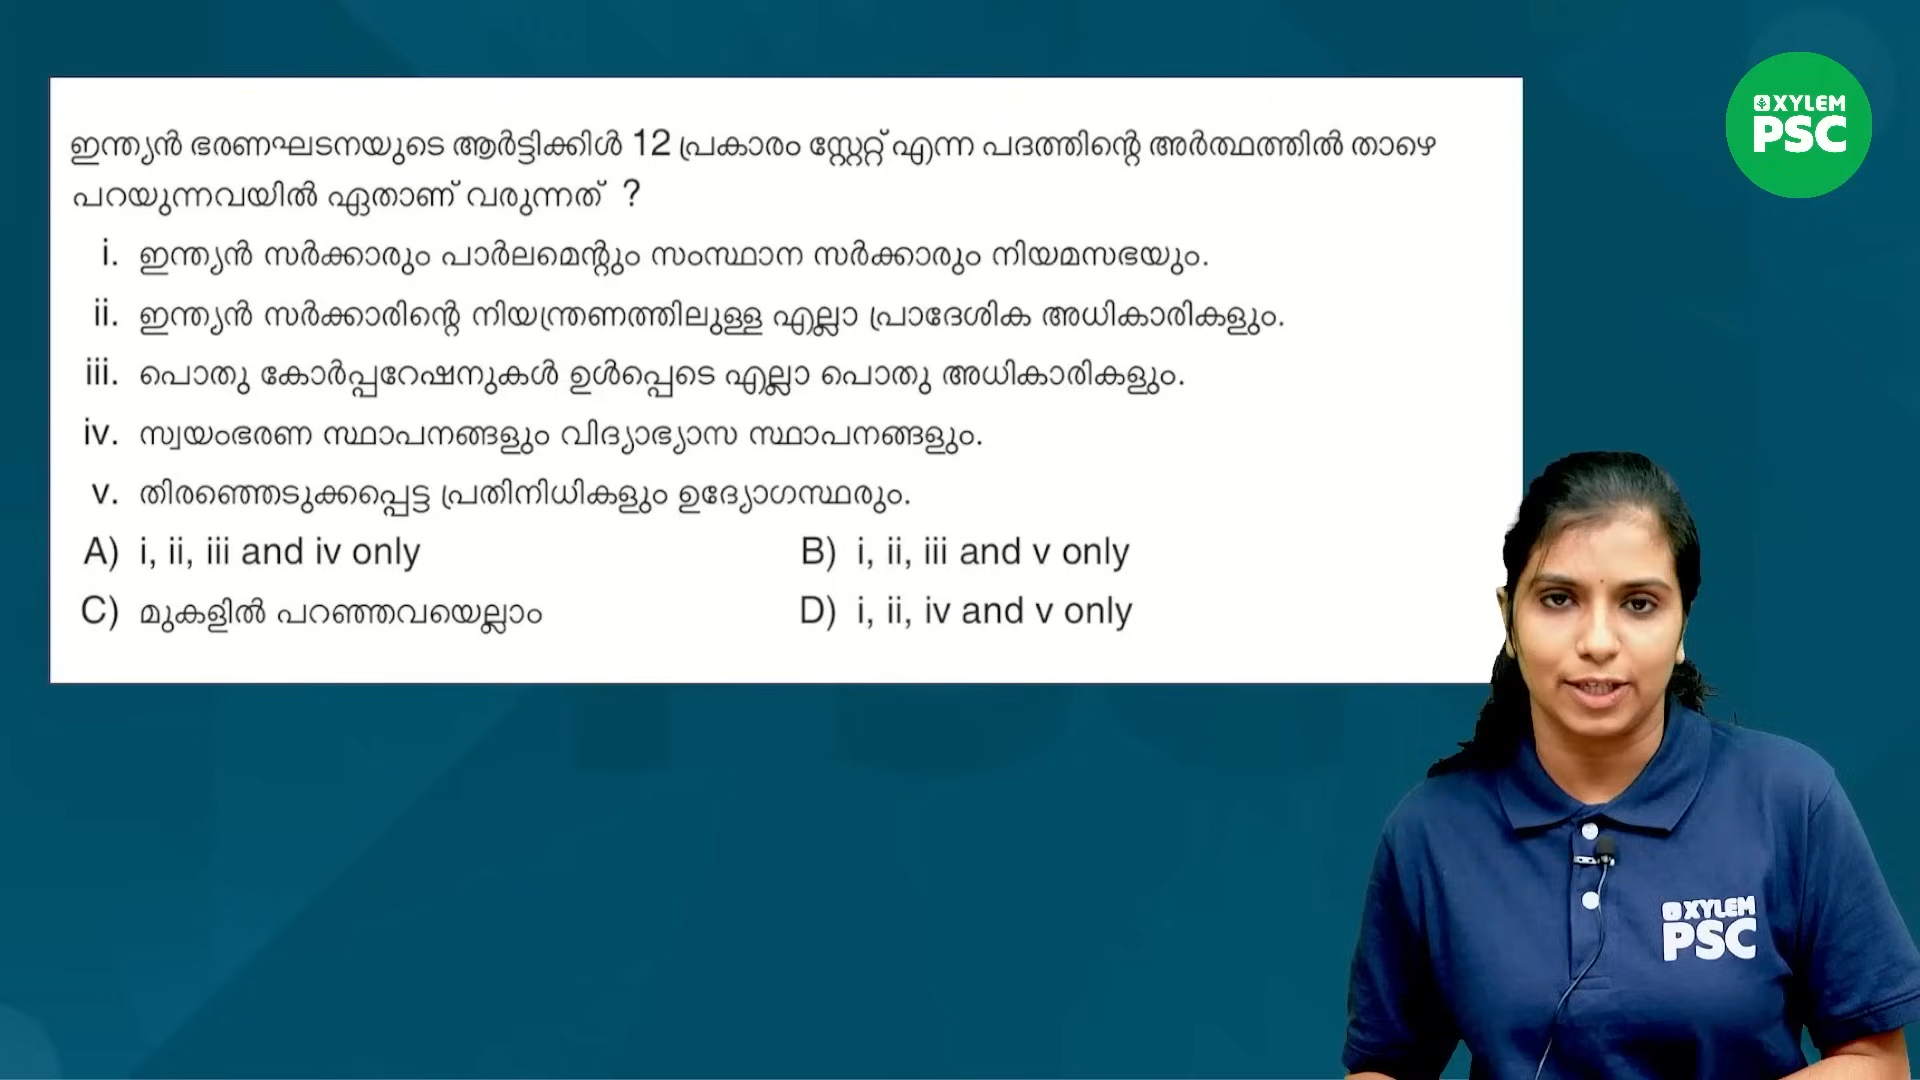 ഇന്ത്യൻ ഭരണഘടനയുടെ ആർട്ടിക്കിൾ 12 പ്രകാരം സ്റ്റേറ്റ് എന്ന പദത്തിന്റെ അർത്ഥത്തിൽ താഴെ
പറയുന്നവയിൽ ഏതാണ് വരുന്നത് ?
i. ഇന്ത്യൻ സർക്കാരും പാർലമെന്റും സംസ്ഥാന സർക്കാരും നിയമസഭയും.
ii. ഇന്ത്യൻ സർക്കാരിന്റെ നിയന്ത്രണത്തിലുള്ള എല്ലാ പ്രാദേശിക അധികാരികളും.
iii. പൊതു കോർപ്പറേഷനുകൾ ഉൾപ്പെടെ എല്ലാ പൊതു അധികാരികളും.
iv. സ്വയംഭരണ സ്ഥാപനങ്ങളും വിദ്യാഭ്യാസ സ്ഥാപനങ്ങളും.
v. തിരഞ്ഞെടുക്കപ്പെട്ട പ്രതിനിധികളും ഉദ്യോഗസ്ഥരും.
A) i, ii, iii and iv only B) i, ii, iii and v only
C) മുകളിൽ പറഞ്ഞവയെല്ലാം D) i, ii, iv and v only
OXYLEM
PSC
OXYLEM
PSC